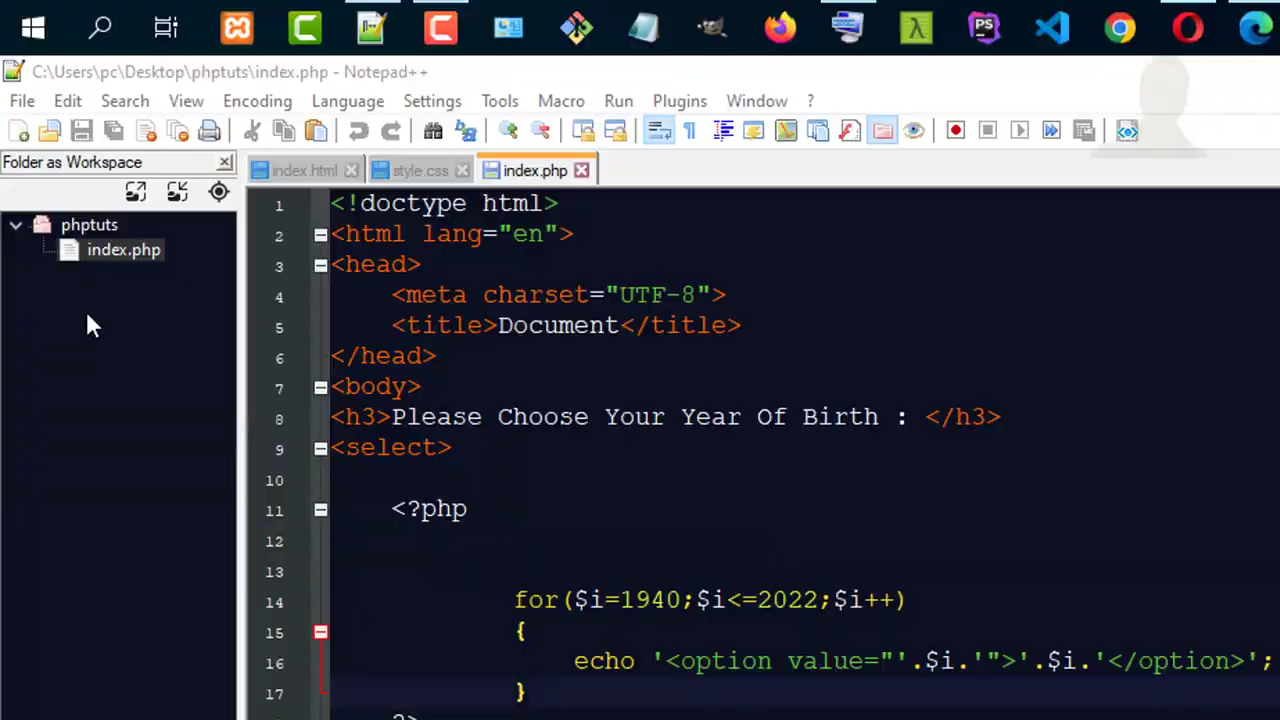 PS
C:\Users\pc\Desktop\phptuts\index.php - Notepad++
File Edit Search View Encoding Language Settings Tools Macro Run Plugins Window ?
Folder as Workspace
index.html style.css index.php
phptuts
index.php
1 <!doctype html>
2 <html lang="en">
3 <head>
4 <meta charset="UTF-8">
5 <title>Document</title>
6 </head>
7 <body>
8 <h3>Please Choose Your Year Of Birth : </h3>
9 <select>
10
11 <?php
12
13
14 for($i=1940;$i<=2022;$i++)
15 {
16 echo '<option value="'.$i.'">'.$i.'</option>';
17 }
?>